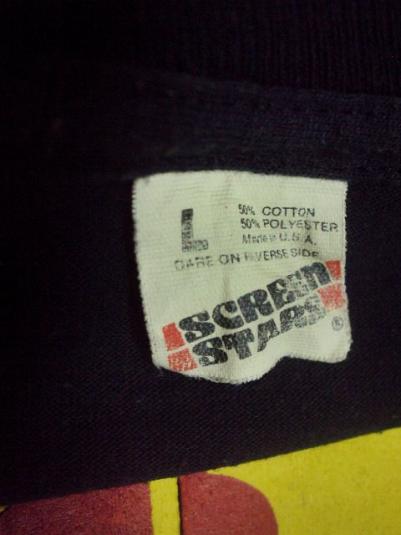 L
50% COTTON
50% POLYESTER
Made in U.S.A.
CARE ON REVERSE SIDE
SCREEN
STARS
®